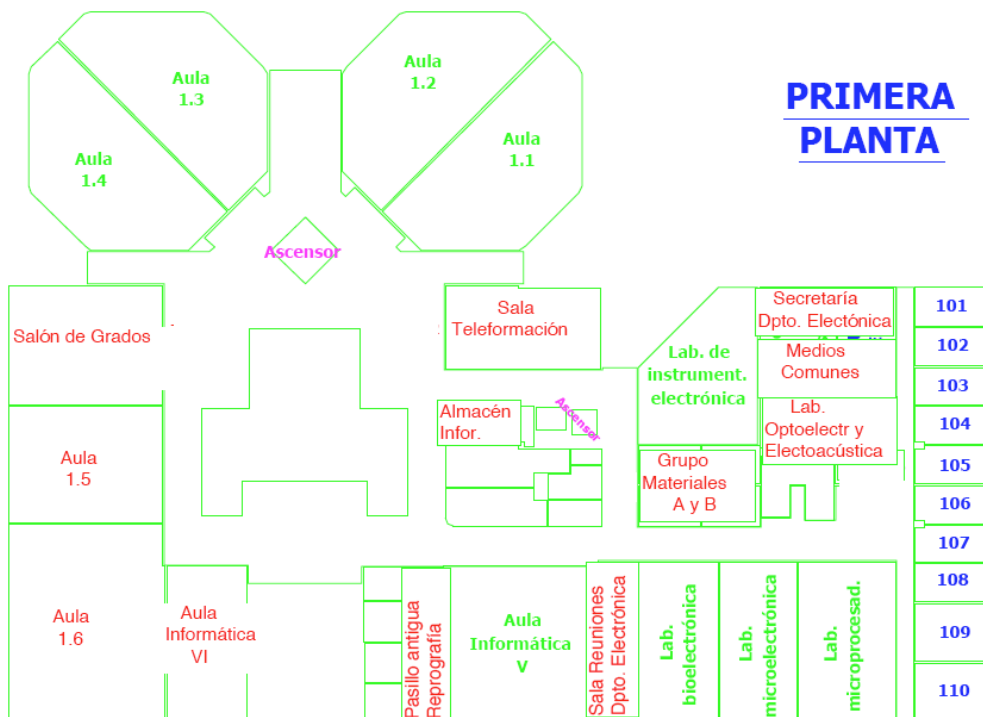 PRIMERA
PLANTA
Aula
1.3
Aula
1.2
Aula
1.4
Aula
1.1
Ascensor
Salón de Grados
Sala
Teleformación
Secretaría
Dpto. Electónica
Medios
Comunes
Lab. de
instrument.
electrónica
Almacén
Infor.
Ascensor
Lab.
Optoelectr y
Electoacústica
Grupo
Materiales
A y B
Aula
1.5
101
102
103
104
105
106
107
108
109
110
Aula
1.6
Aula
Informática
VI
Pasillo antigua
Reprografía
Aula
Informática
V
Sala Reuniones
Dpto. Electrónica
Lab.
bioelectrónica
Lab.
microelectrónica
Lab.
microprocesad.